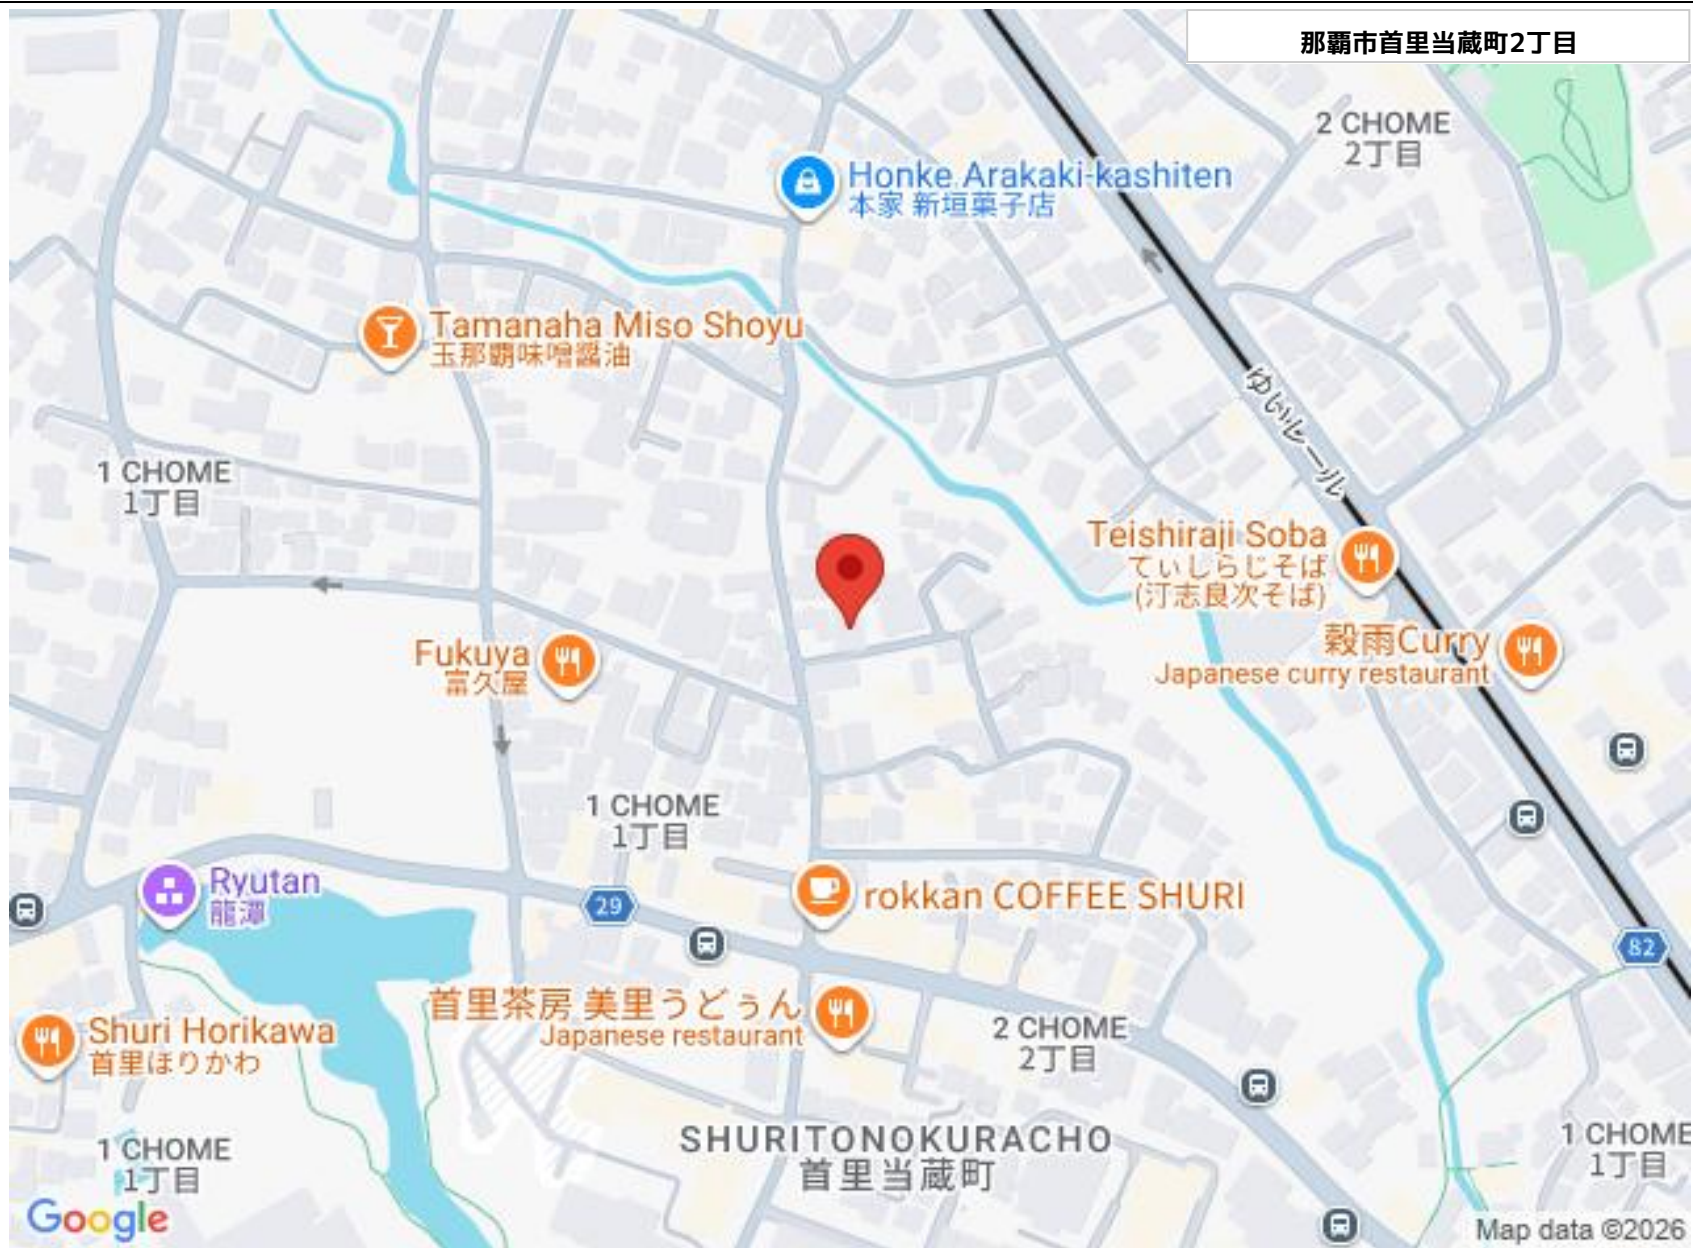 那覇市首里当蔵町2丁目
2 CHOME
2丁目
Honke Arakaki-kashiten
本家 新垣菓子店
Tamanaha Miso Shoyu
玉那覇味噌醤油
ゆいレール
1 CHOME
1丁目
Teishiraji Soba
てぃしらじそば
(汀志良次そば)
穀雨Curry
Japanese curry restaurant
Fukuya
富久屋
1 CHOME
1丁目
Ryutan
龍潭
29
rokkan COFFEE SHURI
82
首里茶房 美里うどぅん
Japanese restaurant
2 CHOME
2丁目
Shuri Horikawa
首里ほりかわ
SHURITONOKURACHO
首里当蔵町
1 CHOME
1丁目
1 CHOME
1丁目
Google
Map data ©2026